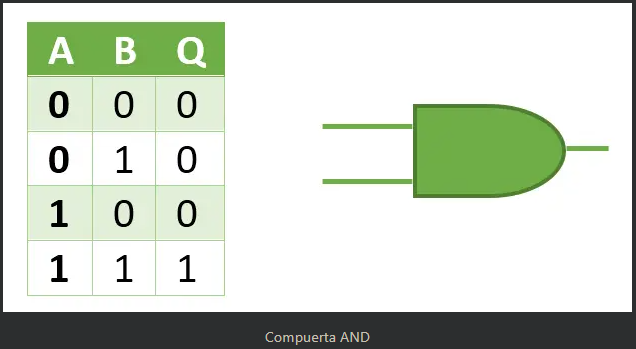 A B Q
0 0 0
0 1 0
1 0 0
1 1 1
Compuerta AND